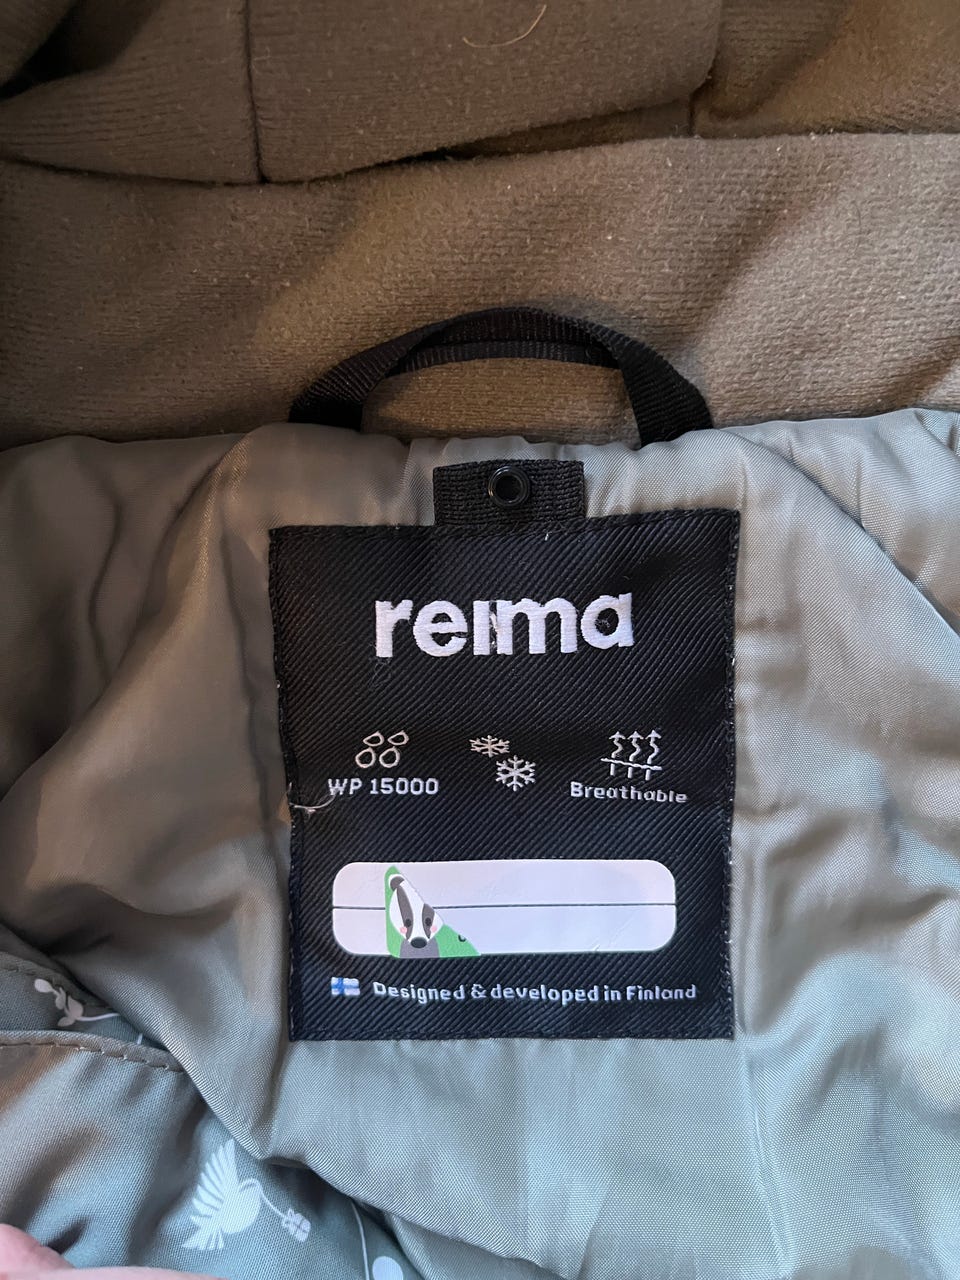 reima
WP 15000
Breathable
Designed & developed in Finland